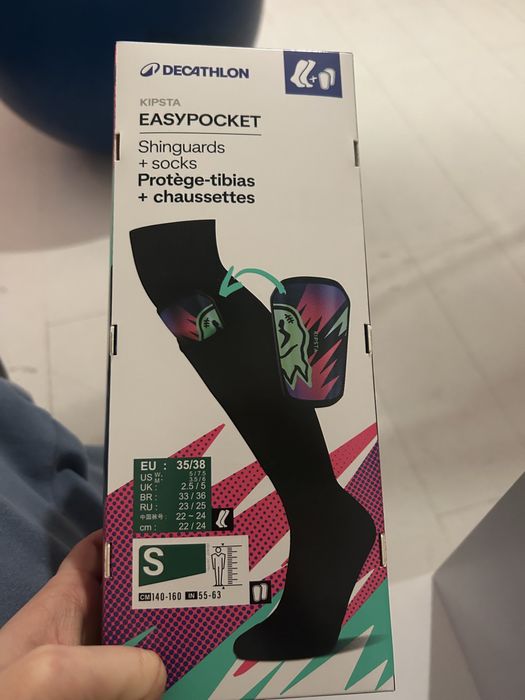 DECATHLON
KIPSTA
EASYPOCKET
Shinguards
+ socks
Protège-tibias
+ chaussettes
KIPSTA
EU : 35/38
US W. 5 / 7.5
M. 3.5/6
UK : 2.5 / 5
BR : 33 / 36
RU : 23 / 25
中国袜号 : 22 ~ 24
cm : 22 / 24
S
CM 140-160 IN 55-63